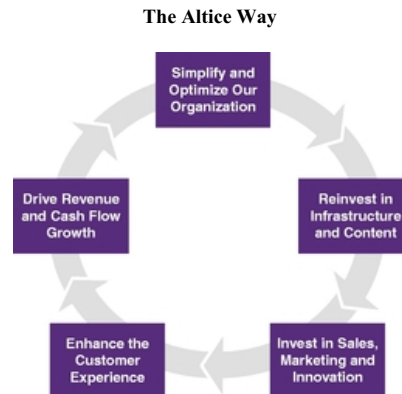 The Altice Way
Simplify and
Optimize Our
Organization
Reinvest in
Infrastructure
and Content
Invest in Sales,
Marketing and
Innovation
Enhance the
Customer
Experience
Drive Revenue
and Cash Flow
Growth